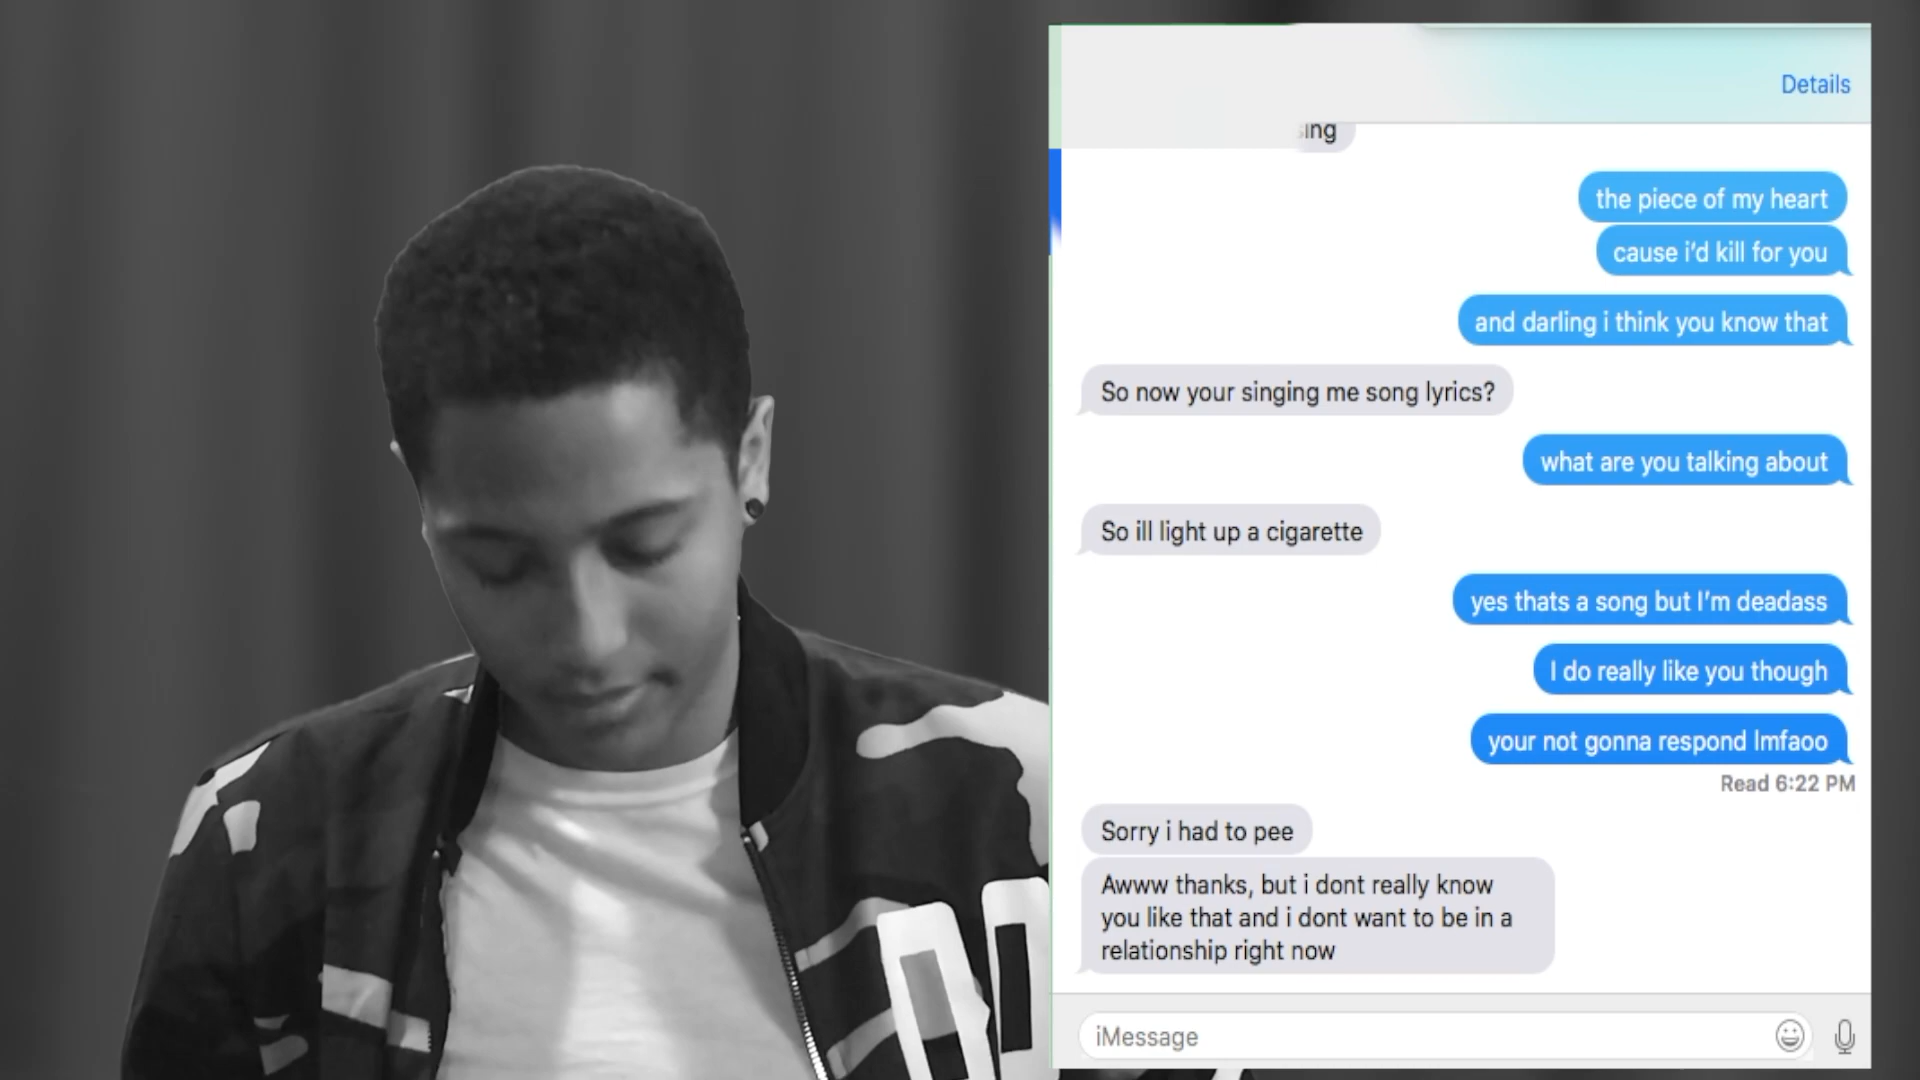 Details
sing
the piece of my heart
cause i'd kill for you
and darling i think you know that
So now your singing me song lyrics?
what are you talking about
So ill light up a cigarette
yes thats a song but I'm deadass
I do really like you though
your not gonna respond lmfaoo
Read 6:22 PM
Sorry i had to pee
Awww thanks, but i dont really know
you like that and i dont want to be in a
relationship right now
iMessage